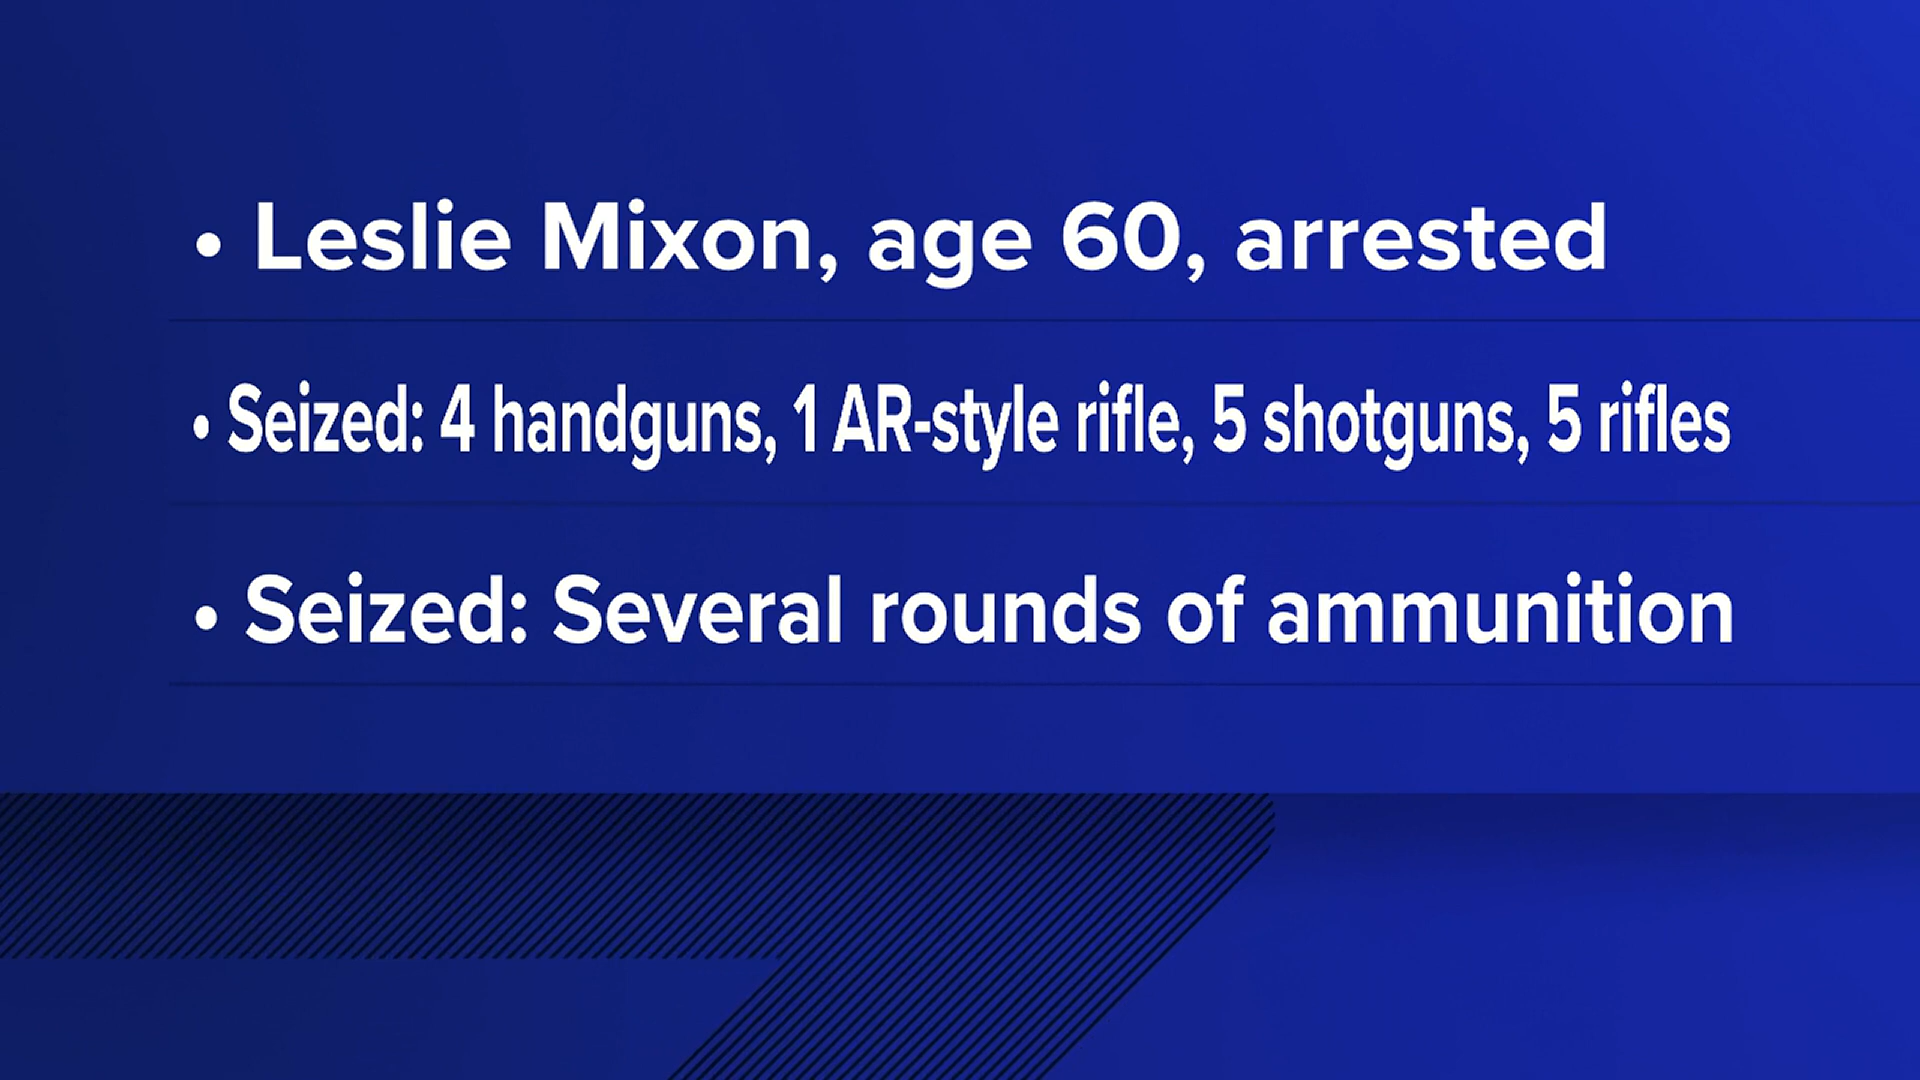 • Leslie Mixon, age 60, arrested
• Seized: 4 handguns, 1 AR-style rifle, 5 shotguns, 5 rifles
• Seized: Several rounds of ammunition